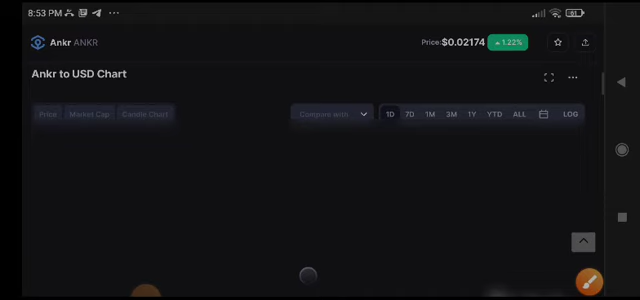 8:53 PM ...
61
Ankr ANKR
Price:$0.02174 1.22%
Ankr to USD Chart
Price Market Cap Candle Chart Compare with 1D 7D 1M 3M 1Y YTD ALL LOG